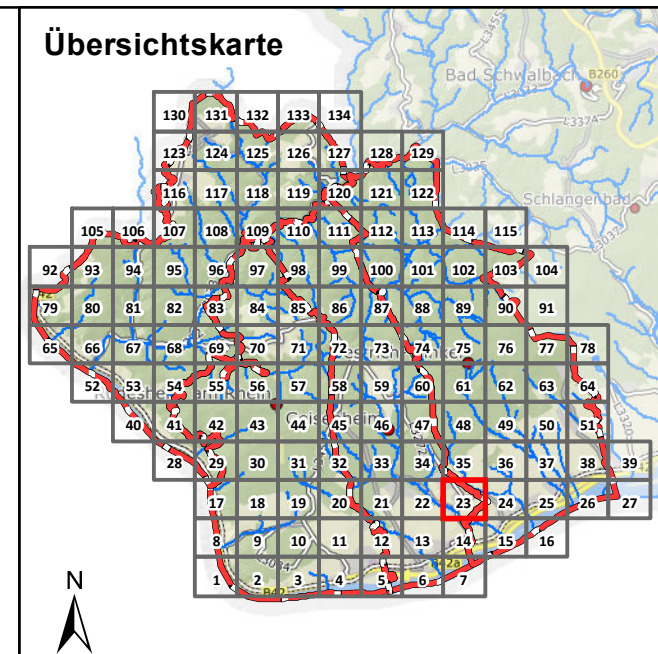 Übersichtskarte
Bad Schwalbach
B260
L3374
L3035
Schlangenbad
L3037
130 131 132 133 134
123 124 125 126 127 128 129
116 117 118 119 120 121 122
105 106 107 108 109 110 111 112 113 114 115
92 93 94 95 96 97 98 99 100 101 102 103 104
79 80 81 82 83 84 85 86 87 88 89 90 91
65 66 67 68 69 70 71 72 73 74 75 76 77 78
52 53 54 55 56 57 58 59 60 61 62 63 64
40 41 42 43 44 45 46 47 48 49 50 51
28 29 30 31 32 33 34 35 36 37 38 39
17 18 19 20 21 22 23 24 25 26 27
8 9 10 11 12 13 14 15 16
1 2 3 4 5 6 7
L3320
B42a
L3034
B42
N